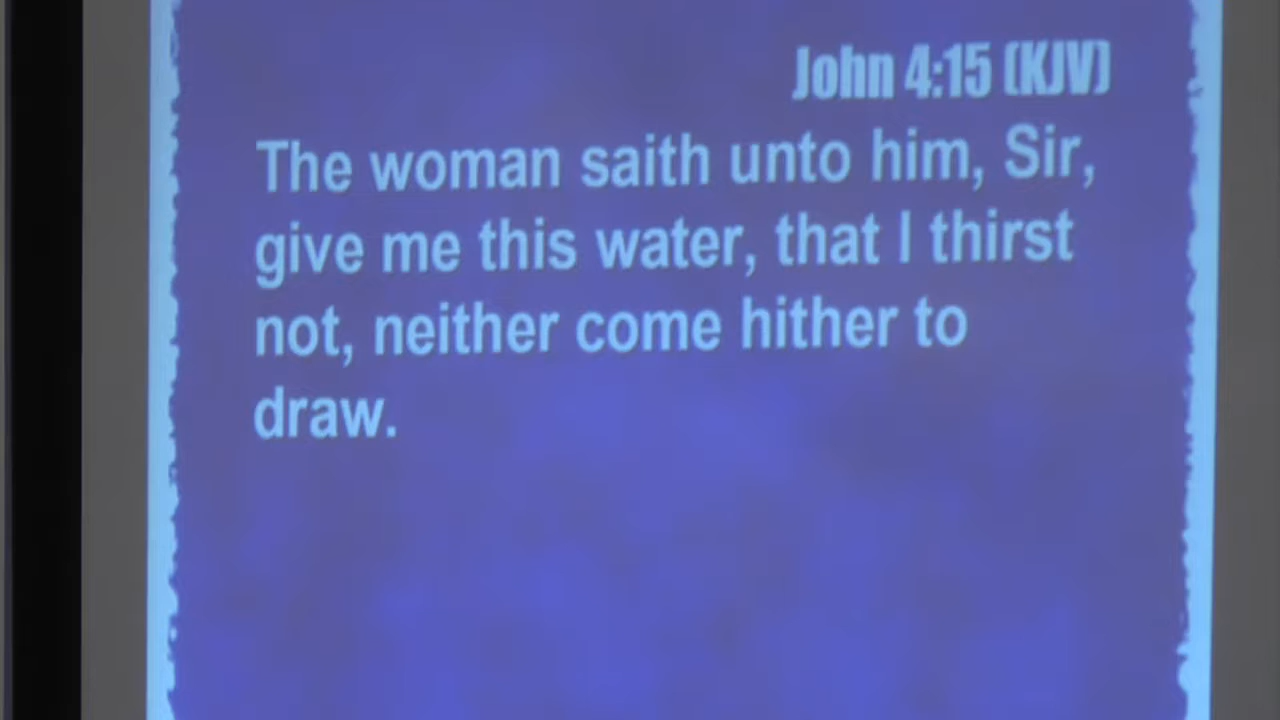 John 4:15 (KJV)
The woman saith unto him, Sir,
give me this water, that I thirst
not, neither come hither to
draw.